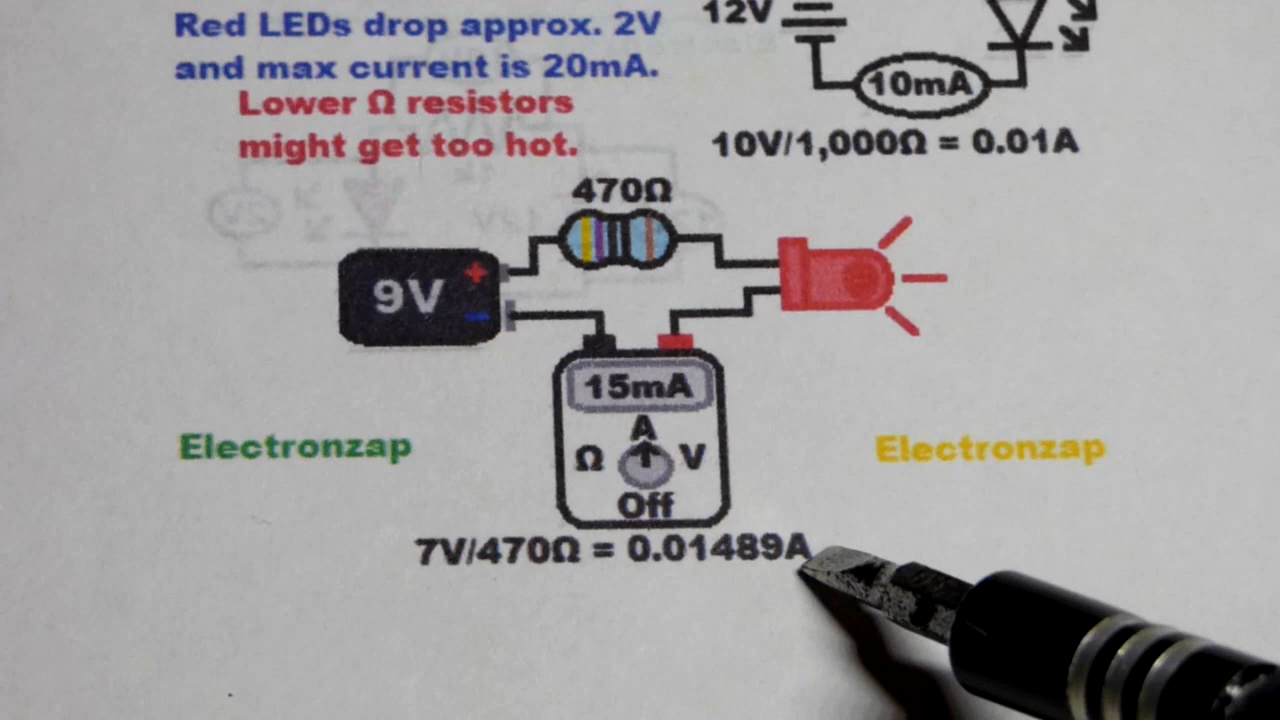 Red LEDs drop approx. 2V
and max current is 20mA.
Lower Ω resistors
might get too hot.
12V
10mA
10V/1,000Ω = 0.01A
470Ω
9V
+
-
15mA
A
Ω V
Off
Electronzap
Electronzap
7V/470Ω = 0.01489A